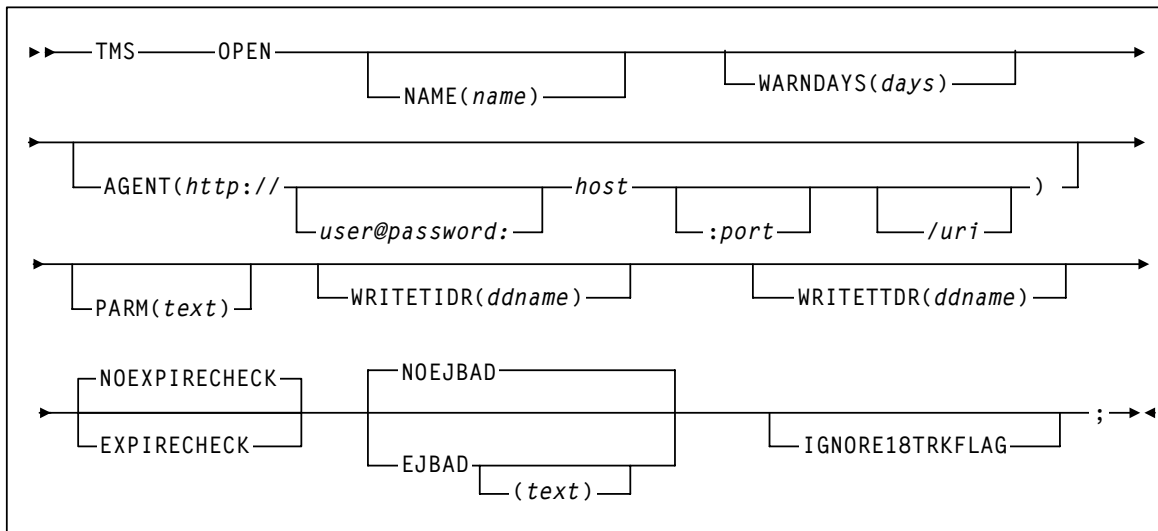 TMS OPEN
NAME(name) WARNDAYS(days)
AGENT(http:// host )
user@password: :port /uri
PARM(text) WRITETIDR(ddname) WRITETTDR(ddname)
NOEXPIRECHECK NOEJBAD
;
EXPIRECHECK EJBAD IGNORE18TRKFLAG
(text)